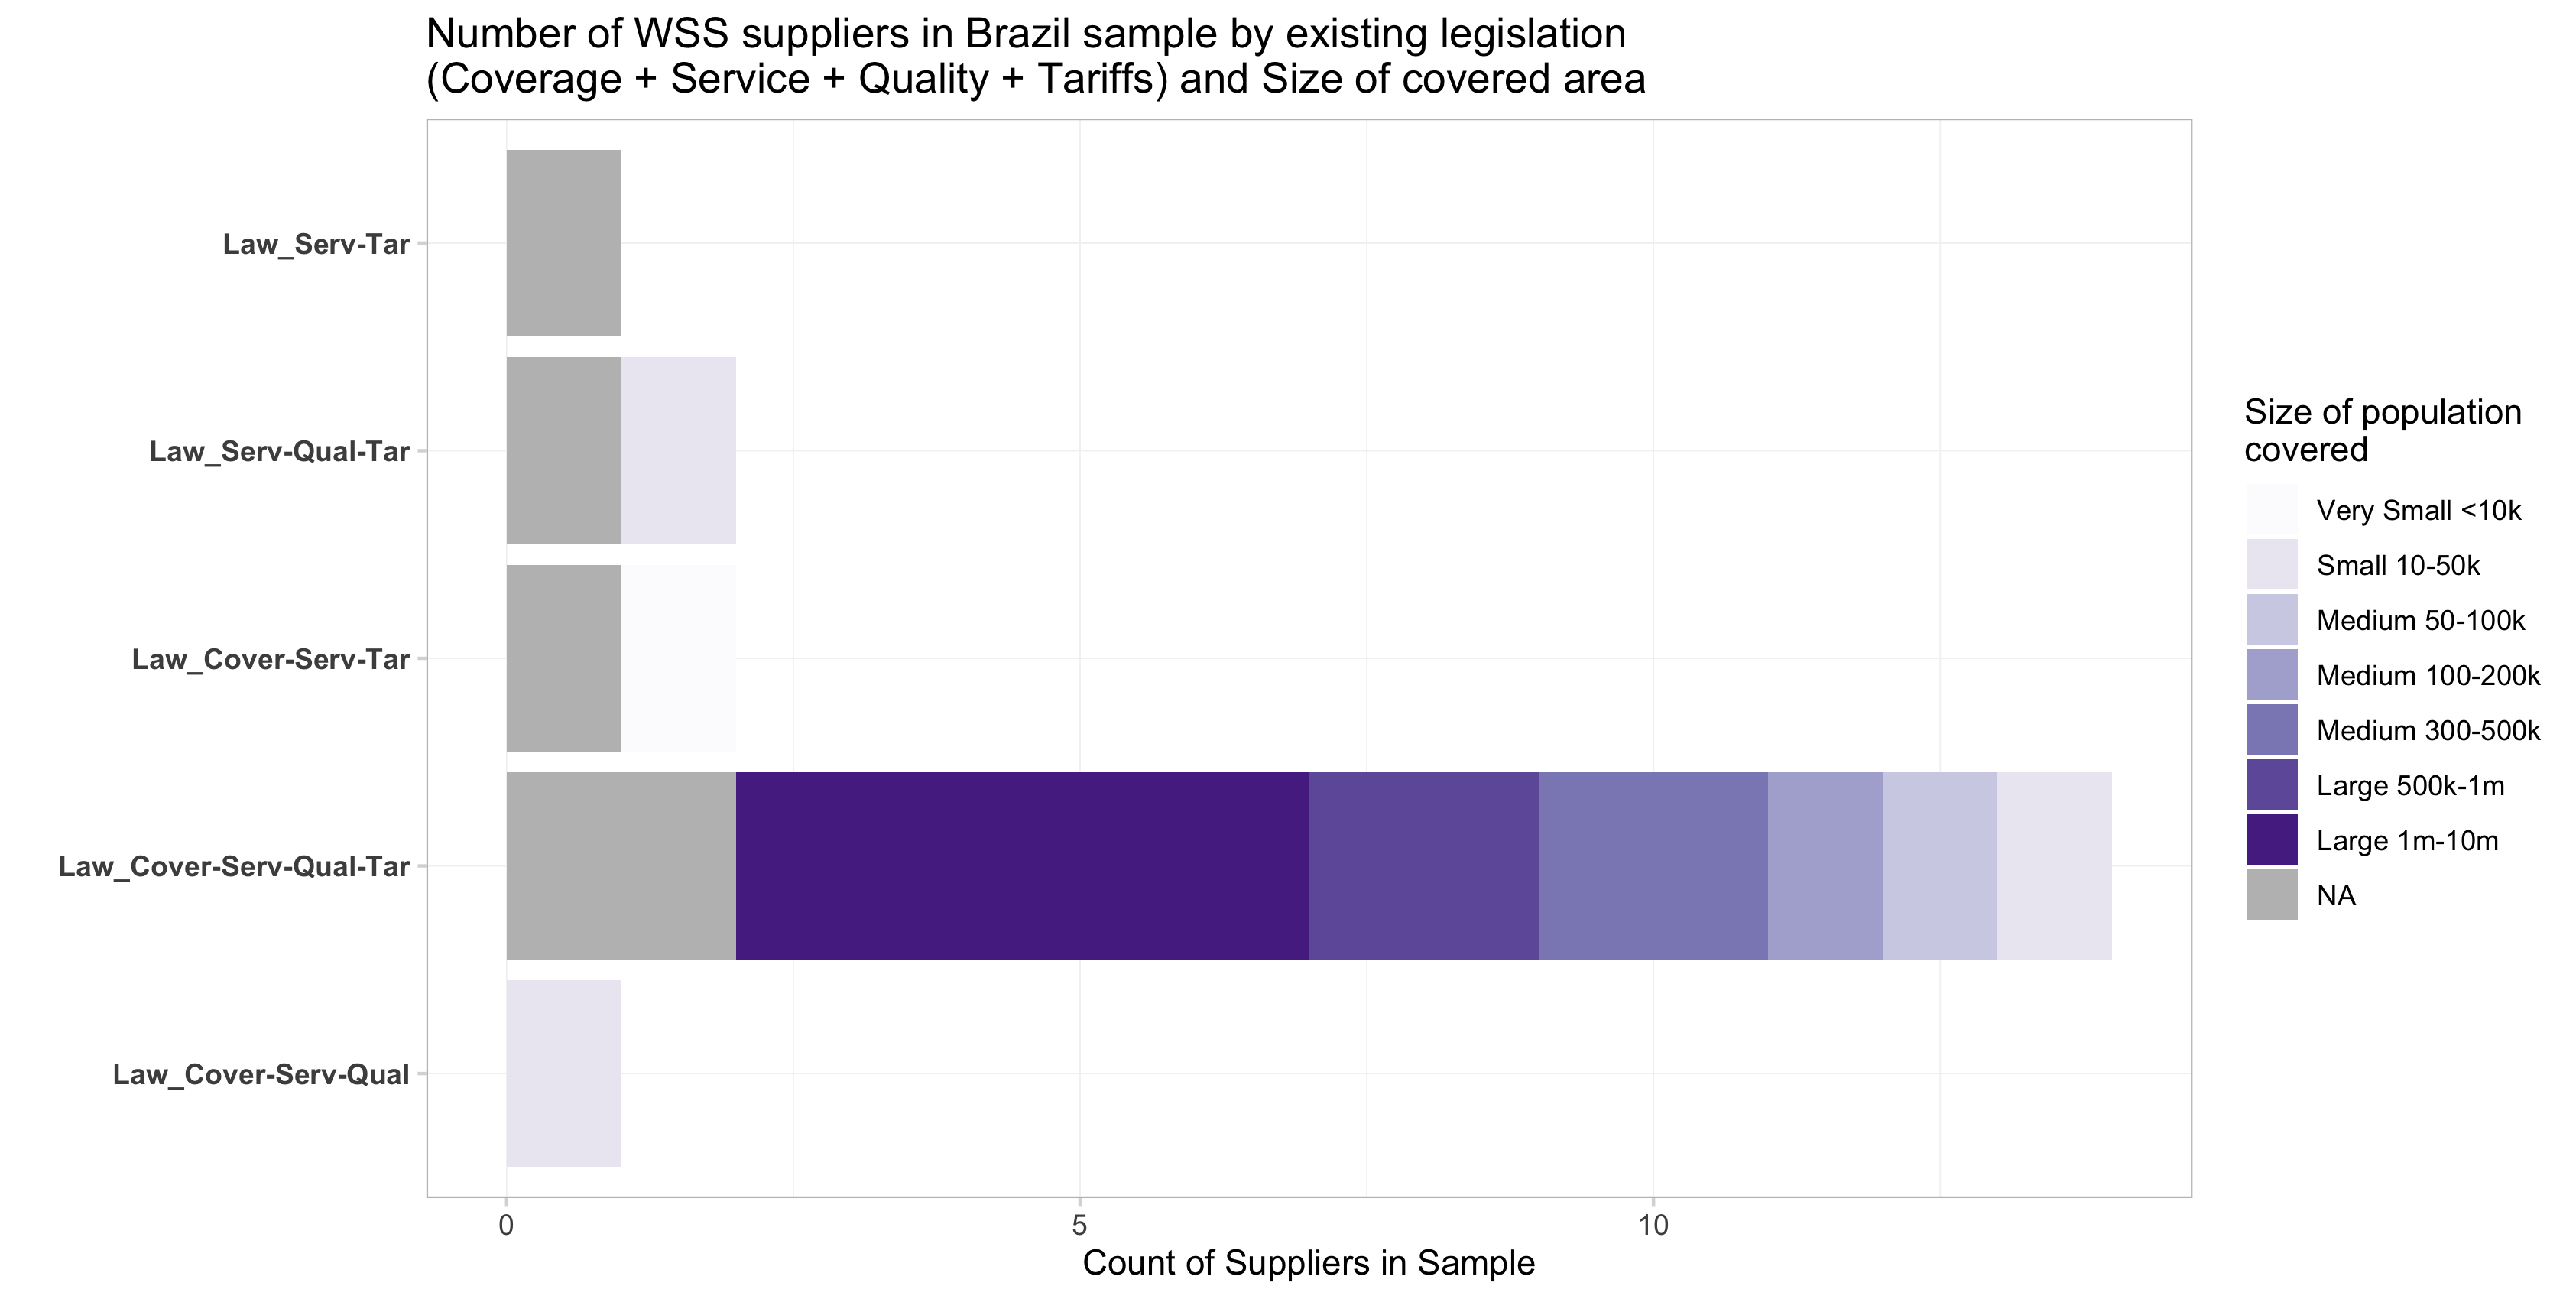 Number of WSS suppliers in Brazil sample by existing legislation
(Coverage + Service + Quality + Tariffs) and Size of covered area
Law_Serv-Tar
Law_Serv-Qual-Tar
Law_Cover-Serv-Tar
Law_Cover-Serv-Qual-Tar
Law_Cover-Serv-Qual
0
5
10
Count of Suppliers in Sample
Size of population
covered
Very Small <10k
Small 10-50k
Medium 50-100k
Medium 100-200k
Medium 300-500k
Large 500k-1m
Large 1m-10m
NA